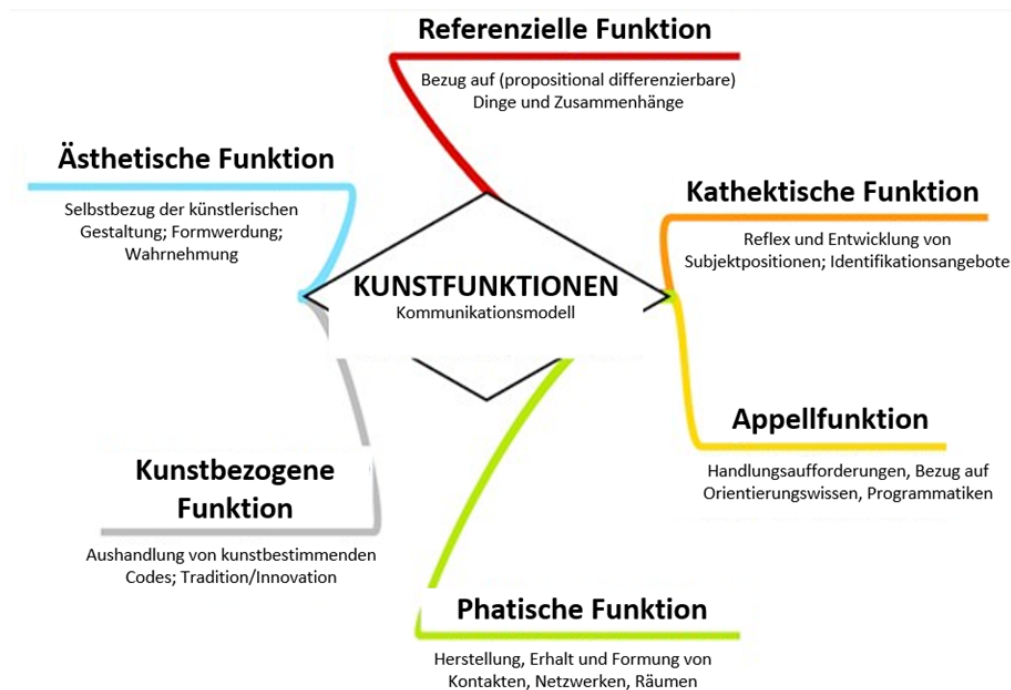 Referenzielle Funktion
Bezug auf (propositional differenzierbare)
Dinge und Zusammenhänge
Ästhetische Funktion
Selbstbezug der künstlerischen
Gestaltung; Formwerdung;
Wahrnehmung
Kathektische Funktion
Reflex und Entwicklung von
Subjektpositionen; Identifikationsangebote
KUNSTFUNKTIONEN
Kommunikationsmodell
Appellfunktion
Handlungsaufforderungen, Bezug auf
Orientierungswissen, Programmatiken
Kunstbezogene
Funktion
Aushandlung von kunstbestimmenden
Codes; Tradition/Innovation
Phatische Funktion
Herstellung, Erhalt und Formung von
Kontakten, Netzwerken, Räumen